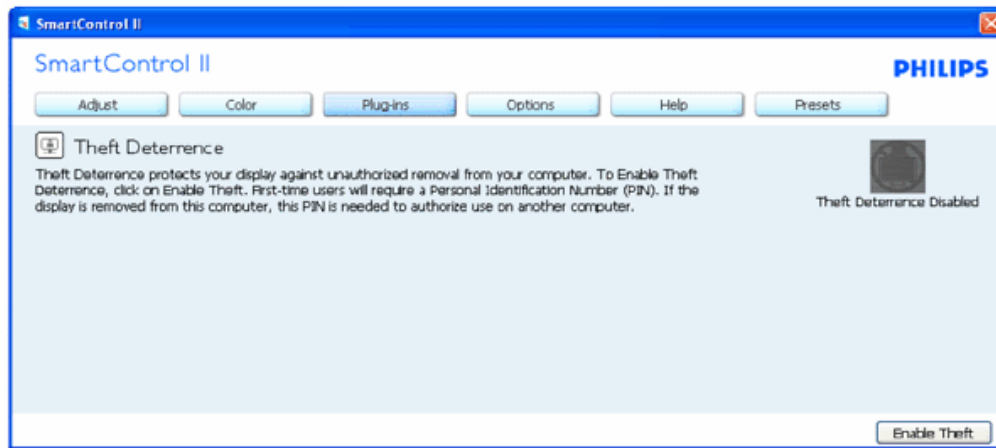 SmartControl II
SmartControl II
PHILIPS
Adjust
Color
Plug-ins
Options
Help
Presets
Theft Deterrence
Theft Deterrence protects your display against unauthorized removal from your computer. To Enable Theft
Deterrence, click on Enable Theft. First-time users will require a Personal Identification Number (PIN). If the
display is removed from this computer, this PIN is needed to authorize use on another computer.
Theft Deterrence Disabled
Enable Theft